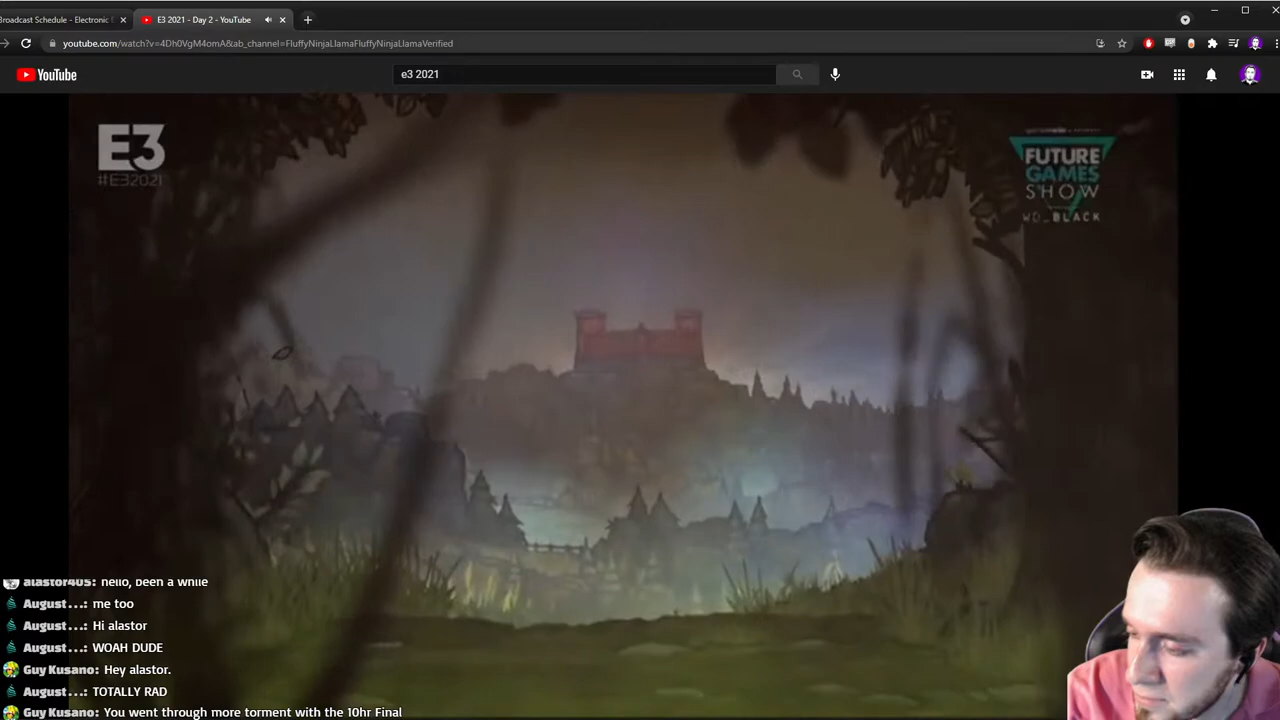 Broadcast Schedule - Electronic E
E3 2021 - Day 2 - YouTube
youtube.com/watch?v=4Dh0VgM4omA&ab_channel=FluffyNinjaLlamaFluffyNinjaLlamaVerified
YouTube
e3 2021
E3
#E32021
FUTURE
GAMES
SHOW
WD_BLACK
alastor405: hello, been a while
August...: me too
August...: Hi alastor
August...: WOAH DUDE
Guy Kusano: Hey alastor.
August...: TOTALLY RAD
Guy Kusano: You went through more torment with the 10hr Final